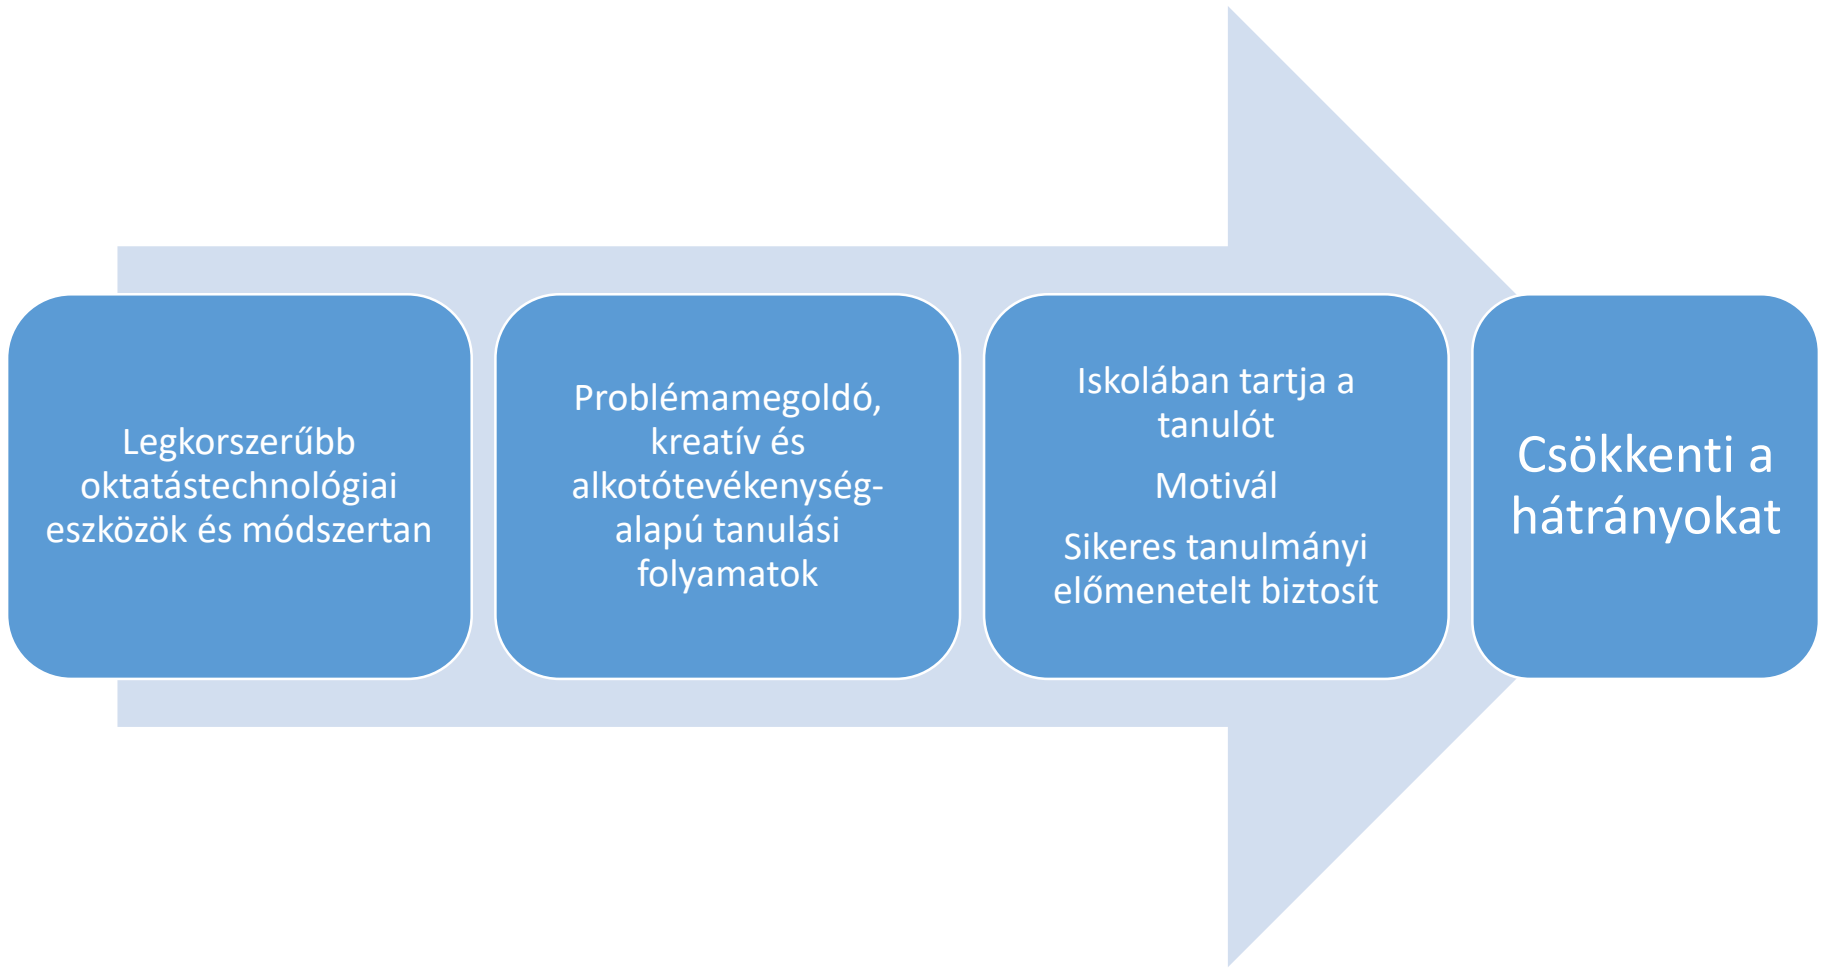 Legkorszerűbb
oktatástechnológiai
eszközök és módszertan
Problémamegoldó,
kreatív és
alkotótevékenység-
alapú tanulási
folyamatok
Iskolában tartja a
tanulót
Motivál
Sikeres tanulmányi
előmenetelt biztosít
Csökkenti a
hátrányokat